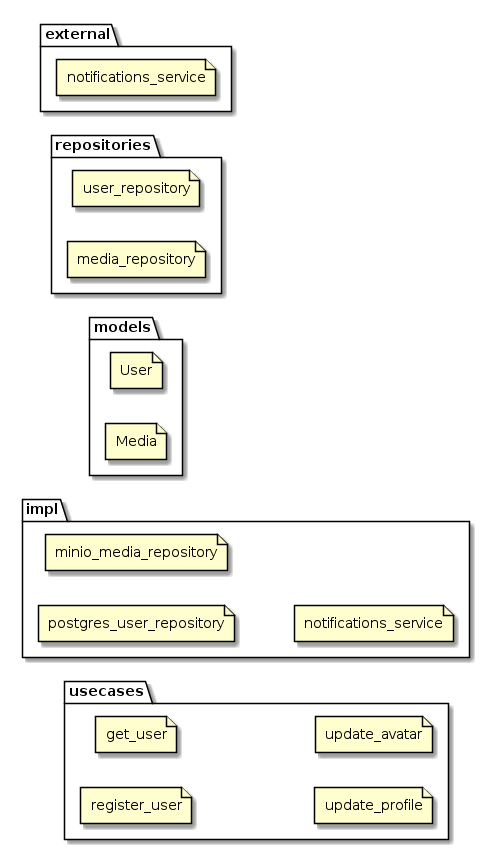 external
notifications_service
repositories
user_repository
media_repository
models
User
Media
impl
minio_media_repository
postgres_user_repository
notifications_service
usecases
get_user
update_avatar
register_user
update_profile